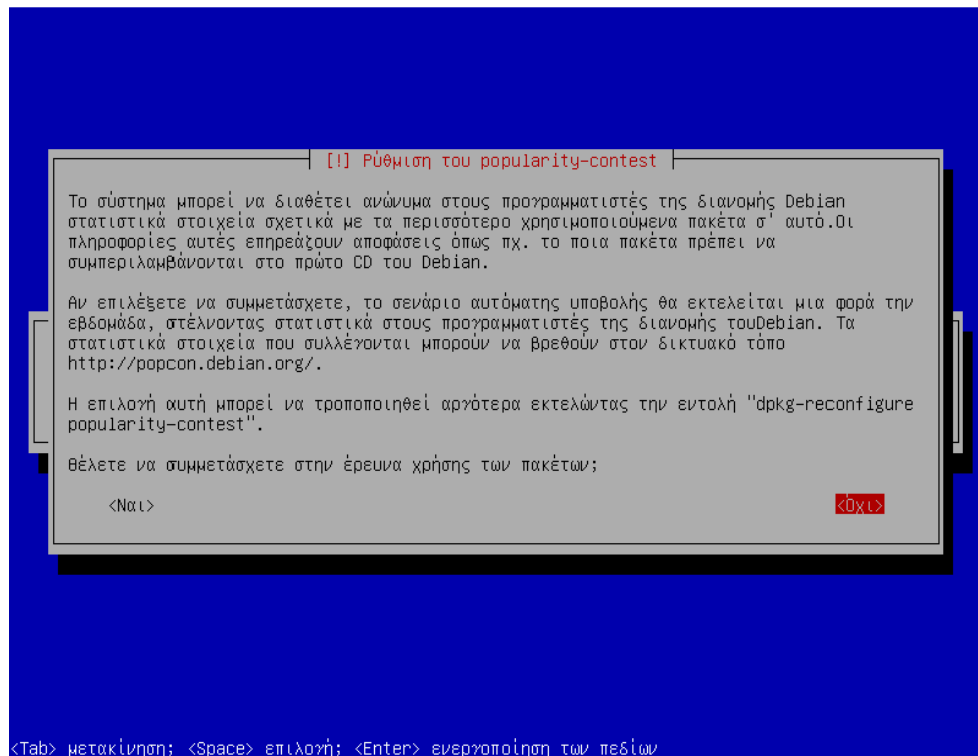 [!] Ρύθμιση του popularity-contest
Το σύστημα μπορεί να διαθέτει ανώνυμα στους προγραμματιστές της διανομής Debian
στατιστικά στοιχεία σχετικά με τα περισσότερο χρησιμοποιούμενα πακέτα σ' αυτό.Οι
πληροφορίες αυτές επηρεάζουν αποφάσεις όπως πχ. το ποια πακέτα πρέπει να
συμπεριλαμβάνονται στο πρώτο CD του Debian.
Αν επιλέξετε να συμμετάσχετε, το σενάριο αυτόματης υποβολής θα εκτελείται μια φορά την
εβδομάδα, στέλνοντας στατιστικά στους προγραμματιστές της διανομής τουDebian. Τα
στατιστικά στοιχεία που συλλέγονται μπορούν να βρεθούν στον δικτυακό τόπο
http://popcon.debian.org/.
Η επιλογή αυτή μπορεί να τροποποιηθεί αργότερα εκτελώντας την εντολή "dpkg-reconfigure
popularity-contest".
Θέλετε να συμμετάσχετε στην έρευνα χρήσης των πακέτων;
<Ναι> <Όχι>
<Tab> μετακίνηση; <Space> επιλογή; <Enter> ενεργοποίηση των πεδίων